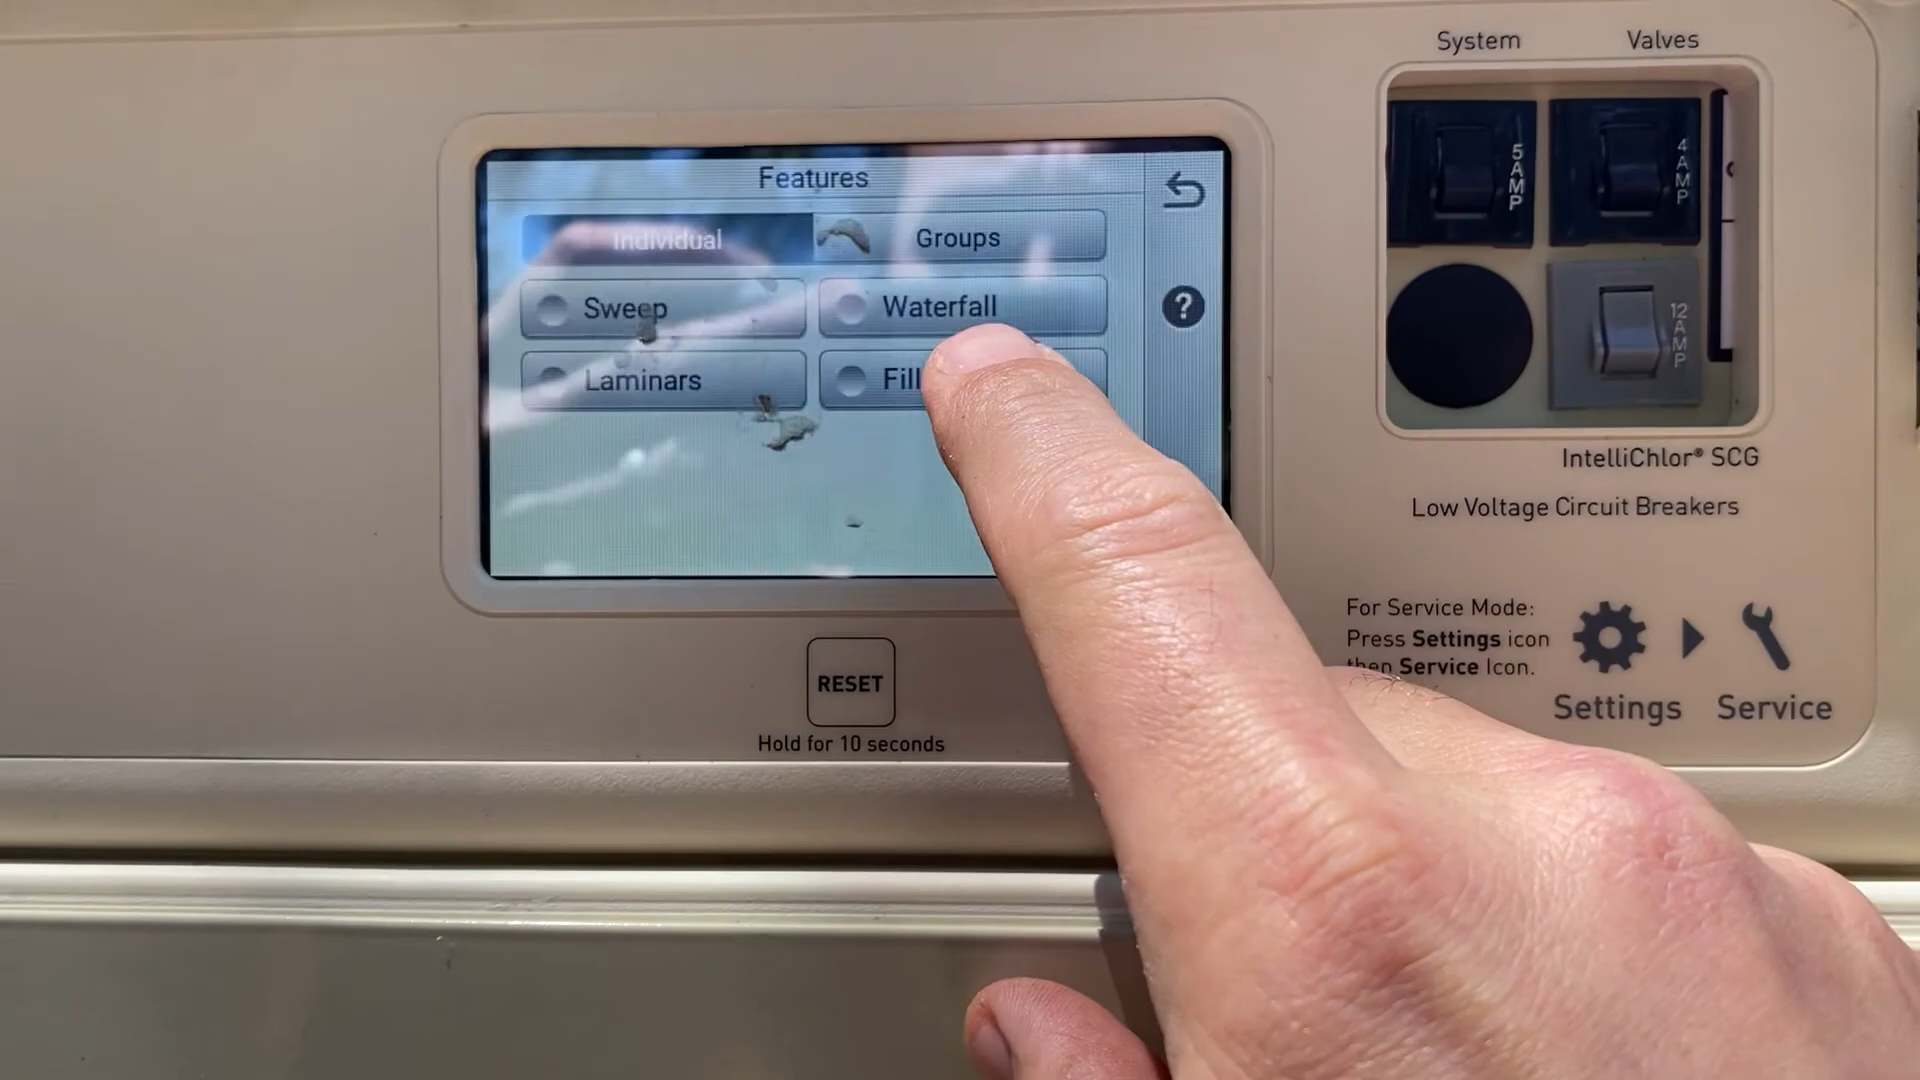 System Valves
Features
Individual Groups
Sweep Waterfall
Laminars Fill
5 AMP
4 AMP
12 AMP
IntelliChlor® SCG
Low Voltage Circuit Breakers
For Service Mode:
Press Settings icon
then Service Icon.
Settings Service
RESET
Hold for 10 seconds
?